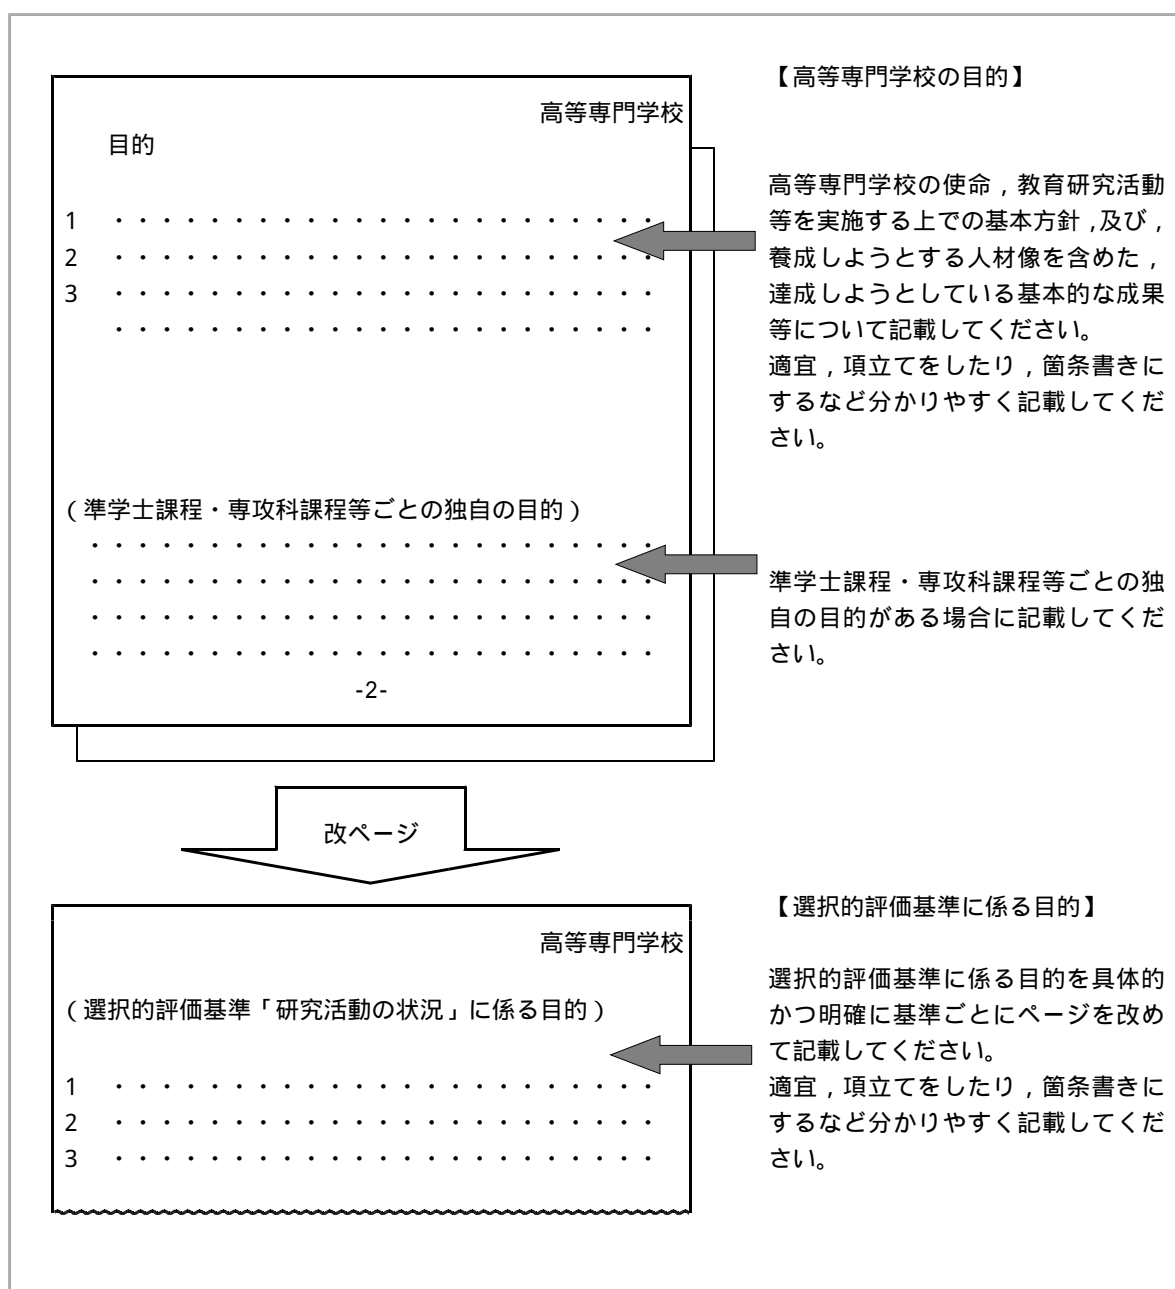 高等専門学校
目的
1 ・・・・・・・・・・・・・・・・・・・・・・・
2 ・・・・・・・・・・・・・・・・・・・・・・・
3 ・・・・・・・・・・・・・・・・・・・・・・・
・・・・・・・・・・・・・・・・・・・・・・・
(準学士課程・専攻科課程等ごとの独自の目的)
・・・・・・・・・・・・・・・・・・・・・・・・
・・・・・・・・・・・・・・・・・・・・・・・・
・・・・・・・・・・・・・・・・・・・・・・・・
・・・・・・・・・・・・・・・・・・・・・・・・
-2-
【高等専門学校の目的】
高等専門学校の使命,教育研究活動
等を実施する上での基本方針,及び,
養成しようとする人材像を含めた,
達成しようとしている基本的な成果
等について記載してください。
適宜,項立てをしたり,箇条書きに
するなど分かりやすく記載してくだ
さい。
準学士課程・専攻科課程等ごとの独
自の目的がある場合に記載してくだ
さい。
改ページ
高等専門学校
(選択的評価基準「研究活動の状況」に係る目的)
1 ・・・・・・・・・・・・・・・・・・・・・・・
2 ・・・・・・・・・・・・・・・・・・・・・・・
3 ・・・・・・・・・・・・・・・・・・・・・・・
【選択的評価基準に係る目的】
選択的評価基準に係る目的を具体的
かつ明確に基準ごとにページを改め
て記載してください。
適宜,項立てをしたり,箇条書きに
するなど分かりやすく記載してくだ
さい。